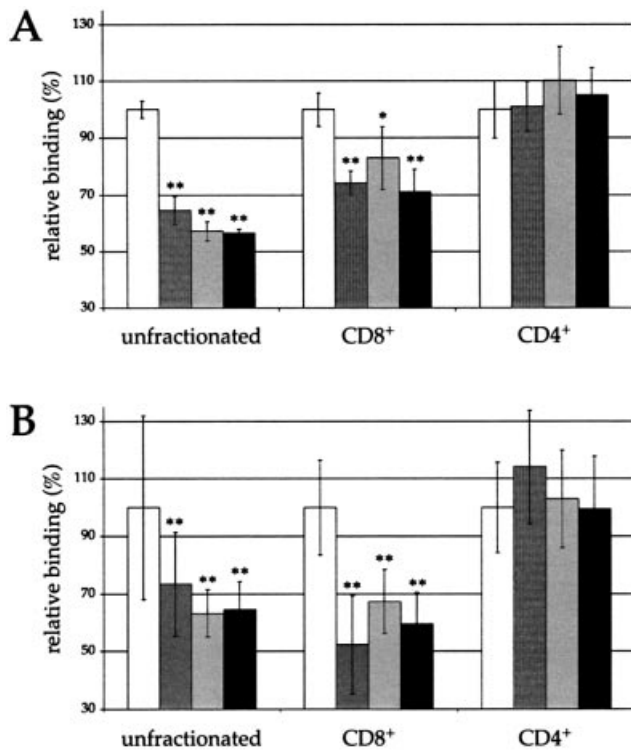 A
relative binding (%)
130
110
90
70
50
30
**
**
**
**
*
**
unfractionated
CD8⁺
CD4⁺
B
relative binding (%)
130
110
90
70
50
30
**
**
**
**
**
**
unfractionated
CD8⁺
CD4⁺